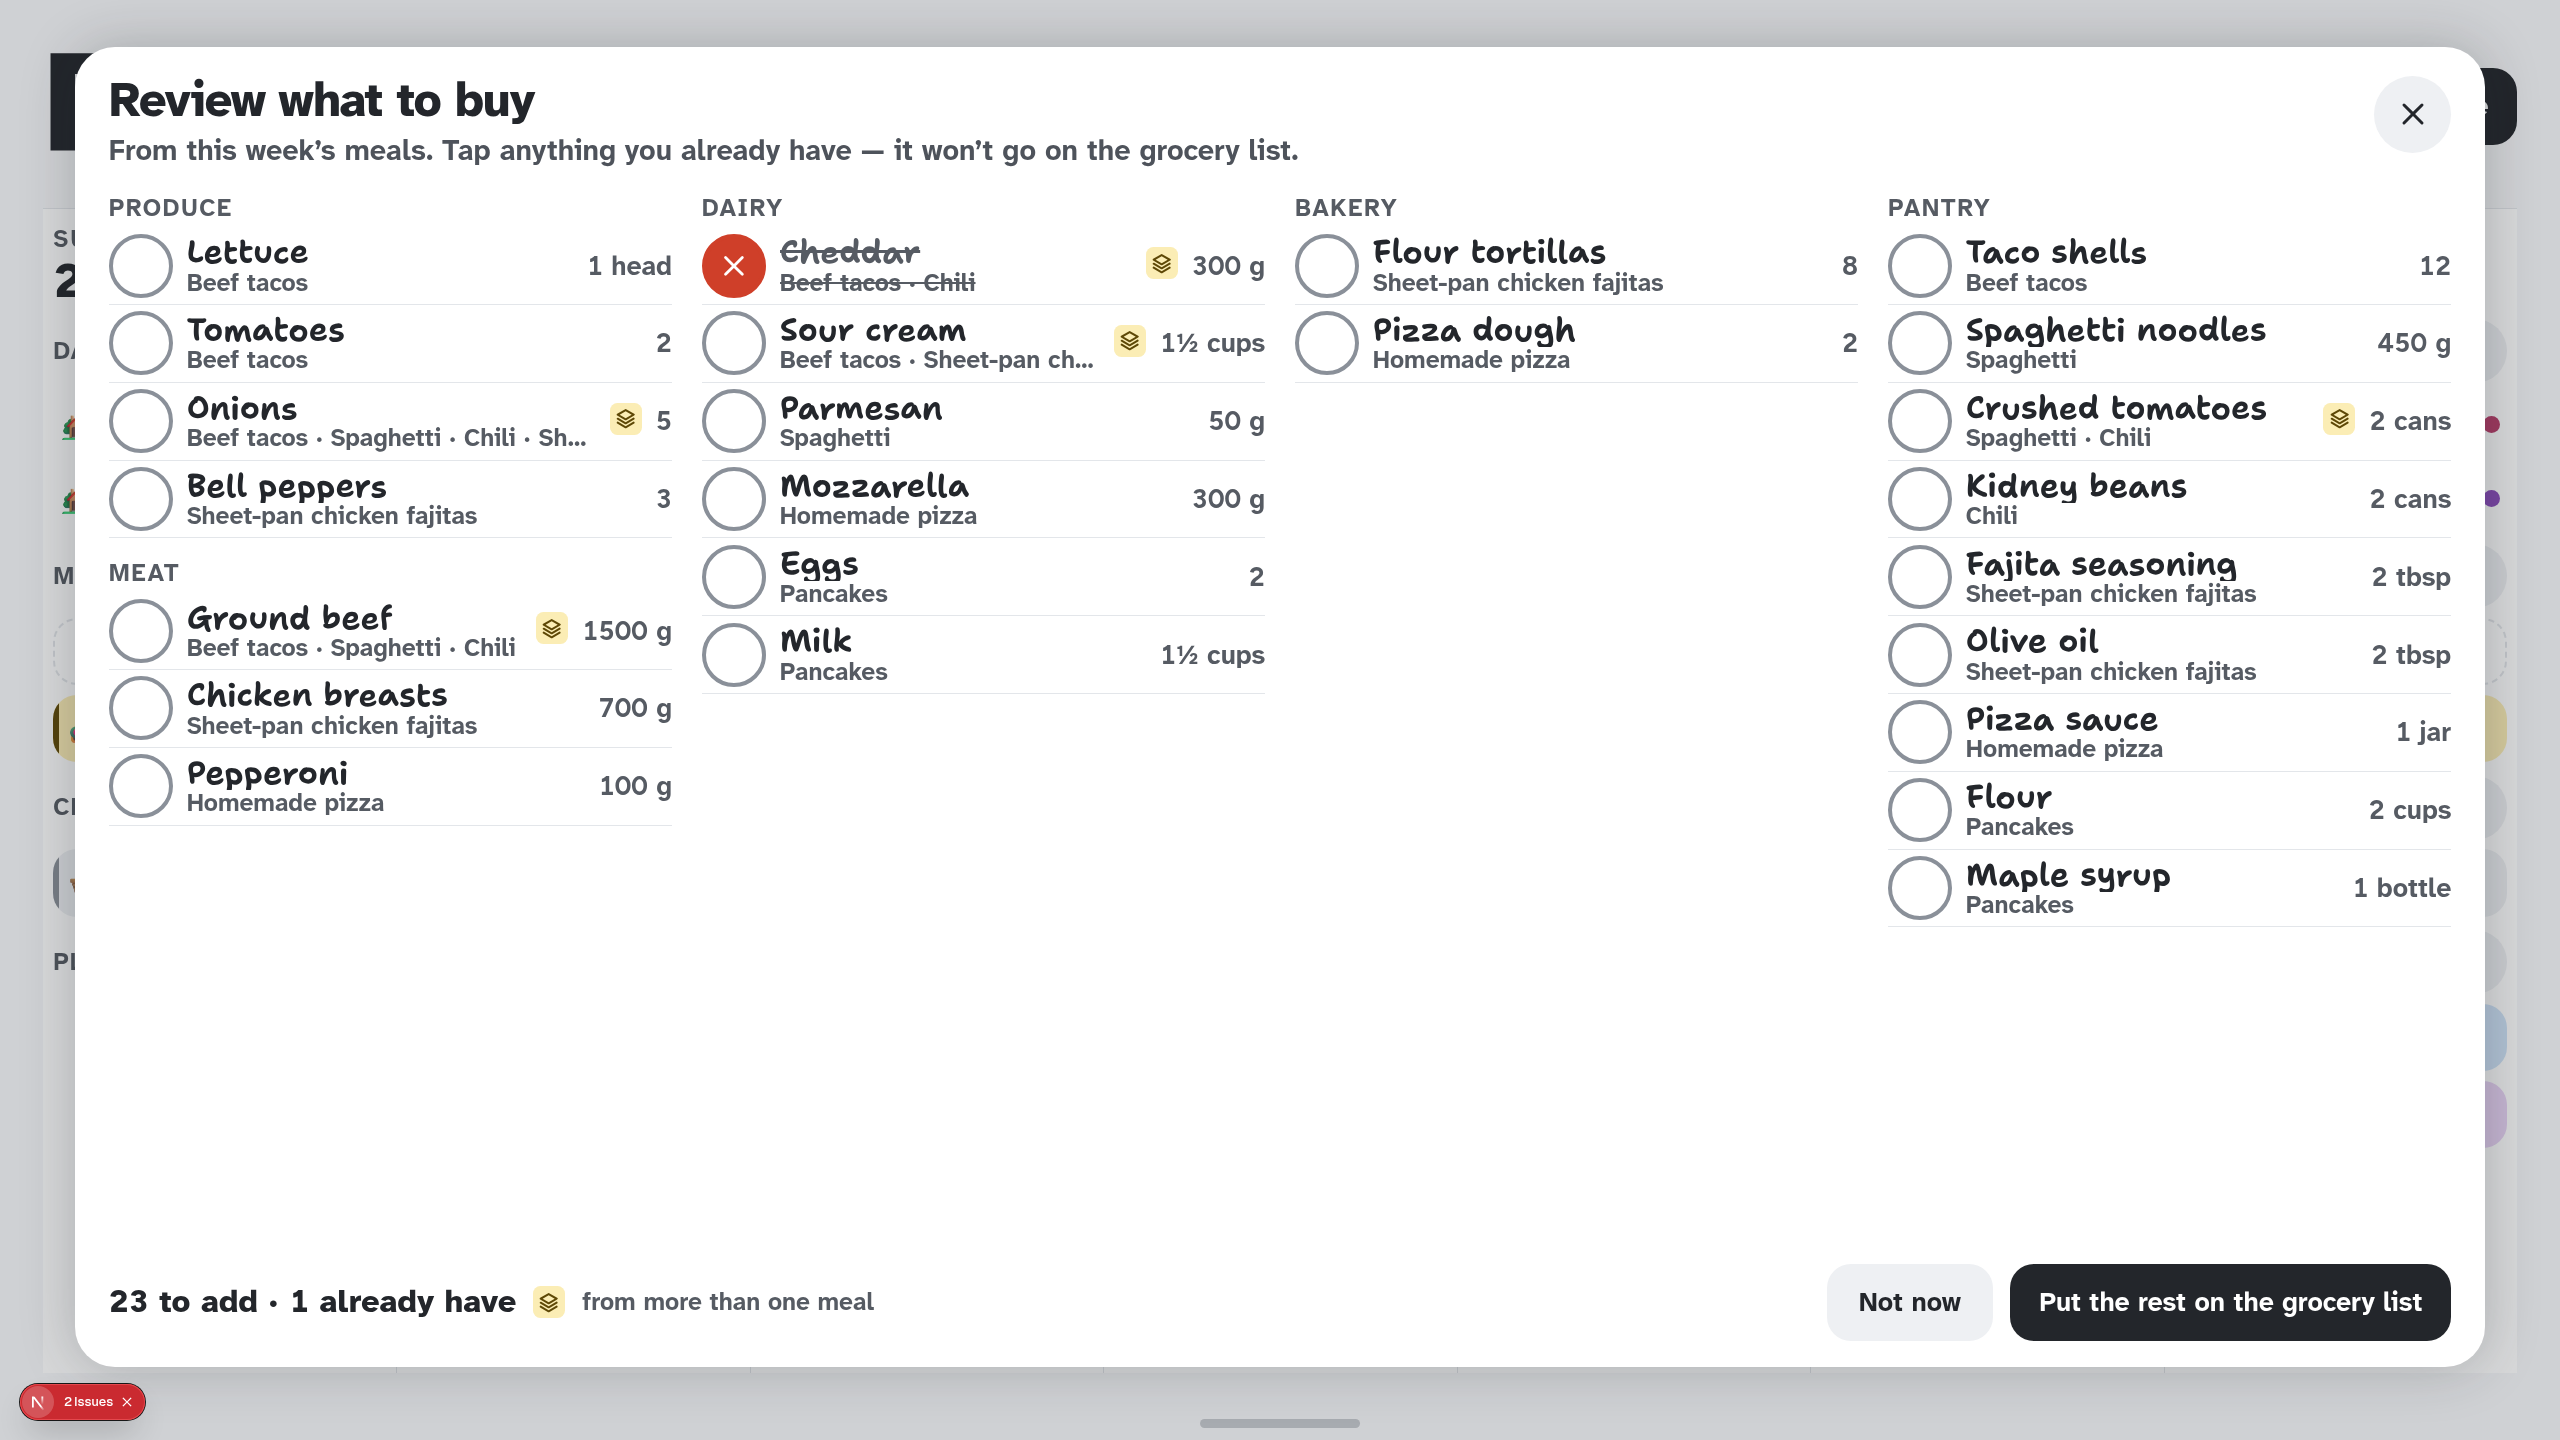 Review what to buy
From this week’s meals. Tap anything you already have — it won’t go on the grocery list.
PRODUCE
Lettuce
Beef tacos
1 head
Tomatoes
Beef tacos
2
Onions
Beef tacos · Spaghetti · Chili · Sh...
5
Bell peppers
Sheet-pan chicken fajitas
3
MEAT
Ground beef
Beef tacos · Spaghetti · Chili
1500 g
Chicken breasts
Sheet-pan chicken fajitas
700 g
Pepperoni
Homemade pizza
100 g
DAIRY
Cheddar
Beef tacos · Chili
300 g
Sour cream
Beef tacos · Sheet-pan ch...
1½ cups
Parmesan
Spaghetti
50 g
Mozzarella
Homemade pizza
300 g
Eggs
Pancakes
2
Milk
Pancakes
1½ cups
BAKERY
Flour tortillas
Sheet-pan chicken fajitas
8
Pizza dough
Homemade pizza
2
PANTRY
Taco shells
Beef tacos
12
Spaghetti noodles
Spaghetti
450 g
Crushed tomatoes
Spaghetti · Chili
2 cans
Kidney beans
Chili
2 cans
Fajita seasoning
Sheet-pan chicken fajitas
2 tbsp
Olive oil
Sheet-pan chicken fajitas
2 tbsp
Pizza sauce
Homemade pizza
1 jar
Flour
Pancakes
2 cups
Maple syrup
Pancakes
1 bottle
23 to add · 1 already have
from more than one meal
Not now
Put the rest on the grocery list
2 Issues